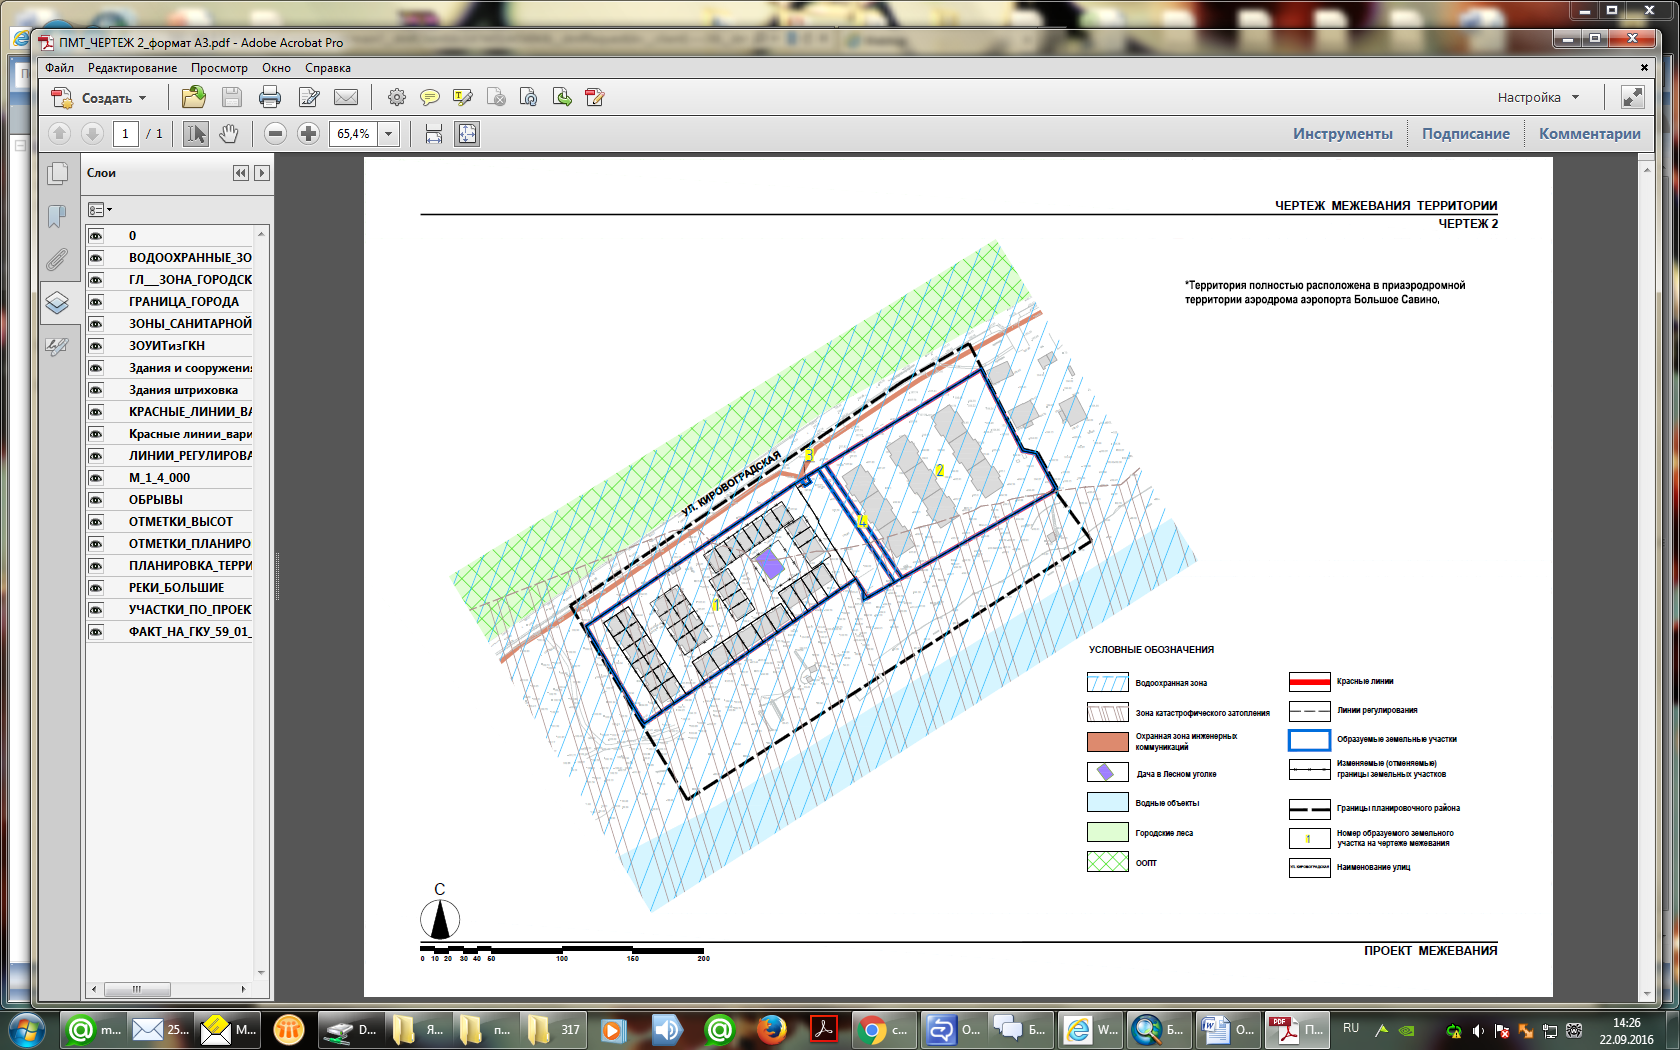 ПМТ_ЧЕРТЕЖ 2_формат А3.pdf - Adobe Acrobat Pro
Файл Редактирование Просмотр Окно Справка
Создать
Настройка
1 / 1
65,4%
Инструменты Подписание Комментарии
Слои
0
ВОДООХРАННЫЕ_ЗО
ГЛ__ЗОНА_ГОРОДСК
ГРАНИЦА_ГОРОДА
ЗОНЫ_САНИТАРНОЙ
ЗОУИТизГКН
Здания и сооружения
Здания штриховка
КРАСНЫЕ_ЛИНИИ_ВА
Красные линии_вари
ЛИНИИ_РЕГУЛИРОВА
М_1_4_000
ОБРЫВЫ
ОТМЕТКИ_ВЫСОТ
ОТМЕТКИ_ПЛАНИРО
ПЛАНИРОВКА_ТЕРРИ
РЕКИ_БОЛЬШИЕ
УЧАСТКИ_ПО_ПРОЕК
ФАКТ_НА_ГКУ_59_01_
ЧЕРТЕЖ МЕЖЕВАНИЯ ТЕРРИТОРИИ
ЧЕРТЕЖ 2
*Территория полностью расположена в приаэродромной
территории аэродрома аэропорта Большое Савино.
УЛ. КИРОВОГРАДСКАЯ
3
2
4
1
УСЛОВНЫЕ ОБОЗНАЧЕНИЯ
Водоохранная зона
Зона катастрофического затопления
Охранная зона инженерных
коммуникаций
Дача в Лесном уголке
Водные объекты
Городские леса
ООПТ
Красные линии
Линии регулирования
Образуемые земельные участки
Изменяемые (отменяемые)
границы земельных участков
Границы планировочного района
1
Номер образуемого земельного
участка на чертеже межевания
УЛ. КИРОВОГРАДСКАЯ
Наименование улиц
С
0 10 20 30 40 50 100 150 200
ПРОЕКТ МЕЖЕВАНИЯ
m... 25... M... D... Я... п... 317 с... О... Б... W... Б... О... П...
RU
14:26
22.09.2016